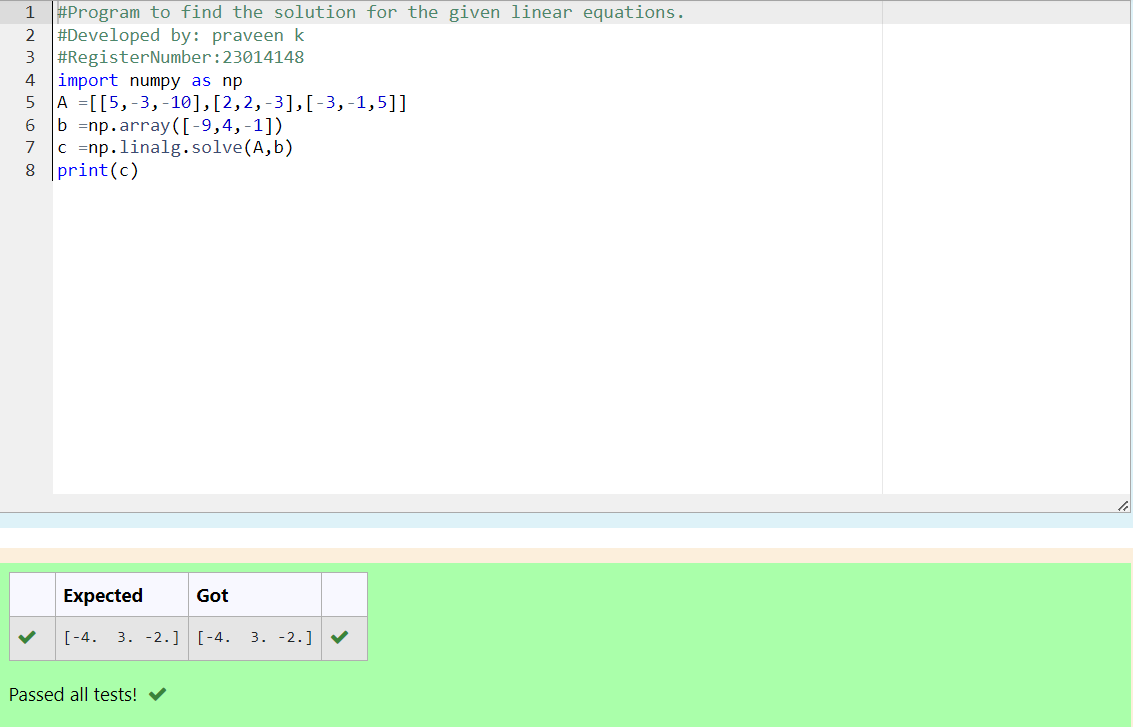 1 #Program to find the solution for the given linear equations.
2 #Developed by: praveen k
3 #RegisterNumber:23014148
4 import numpy as np
5 A =[[5,-3,-10],[2,2,-3],[-3,-1,5]]
6 b =np.array([-9,4,-1])
7 c =np.linalg.solve(A,b)
8 print(c)
Expected Got
[-4.  3. -2.] [-4.  3. -2.]
Passed all tests!